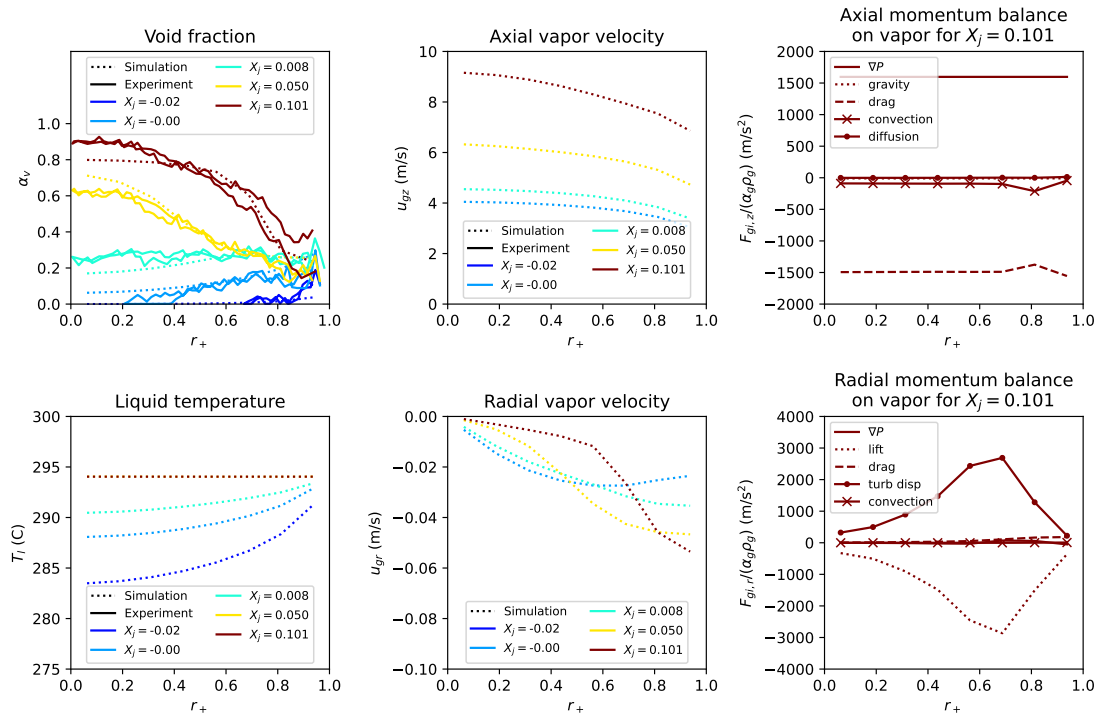 Void fraction
Simulation
Experiment
X_j = -0.02
X_j = -0.00
X_j = 0.008
X_j = 0.050
X_j = 0.101
α_v
1.0
0.8
0.6
0.4
0.2
0.0
0.0 0.2 0.4 0.6 0.8 1.0
r_+
Axial vapor velocity
u_{gz} (m/s)
10
8
6
4
2
0
Simulation
Experiment
X_j = -0.02
X_j = -0.00
X_j = 0.008
X_j = 0.050
X_j = 0.101
0.0 0.2 0.4 0.6 0.8 1.0
r_+
Axial momentum balance
on vapor for X_j = 0.101
F_{gi,z}/(α_gρ_g) (m/s²)
2000
1500
1000
500
0
−500
−1000
−1500
−2000
∇P
gravity
drag
convection
diffusion
0.0 0.2 0.4 0.6 0.8 1.0
r_+
Liquid temperature
T_l (C)
300
295
290
285
280
275
Simulation
Experiment
X_j = -0.02
X_j = -0.00
X_j = 0.008
X_j = 0.050
X_j = 0.101
0.0 0.2 0.4 0.6 0.8 1.0
r_+
Radial vapor velocity
u_{gr} (m/s)
0.00
−0.02
−0.04
−0.06
−0.08
−0.10
Simulation
Experiment
X_j = -0.02
X_j = -0.00
X_j = 0.008
X_j = 0.050
X_j = 0.101
0.0 0.2 0.4 0.6 0.8 1.0
r_+
Radial momentum balance
on vapor for X_j = 0.101
F_{gi,r}/(α_gρ_g) (m/s²)
4000
3000
2000
1000
0
−1000
−2000
−3000
−4000
∇P
lift
drag
turb disp
convection
0.0 0.2 0.4 0.6 0.8 1.0
r_+